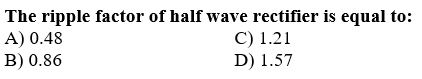 The ripple factor of half wave rectifier is equal to:
A) 0.48 C) 1.21
B) 0.86 D) 1.57